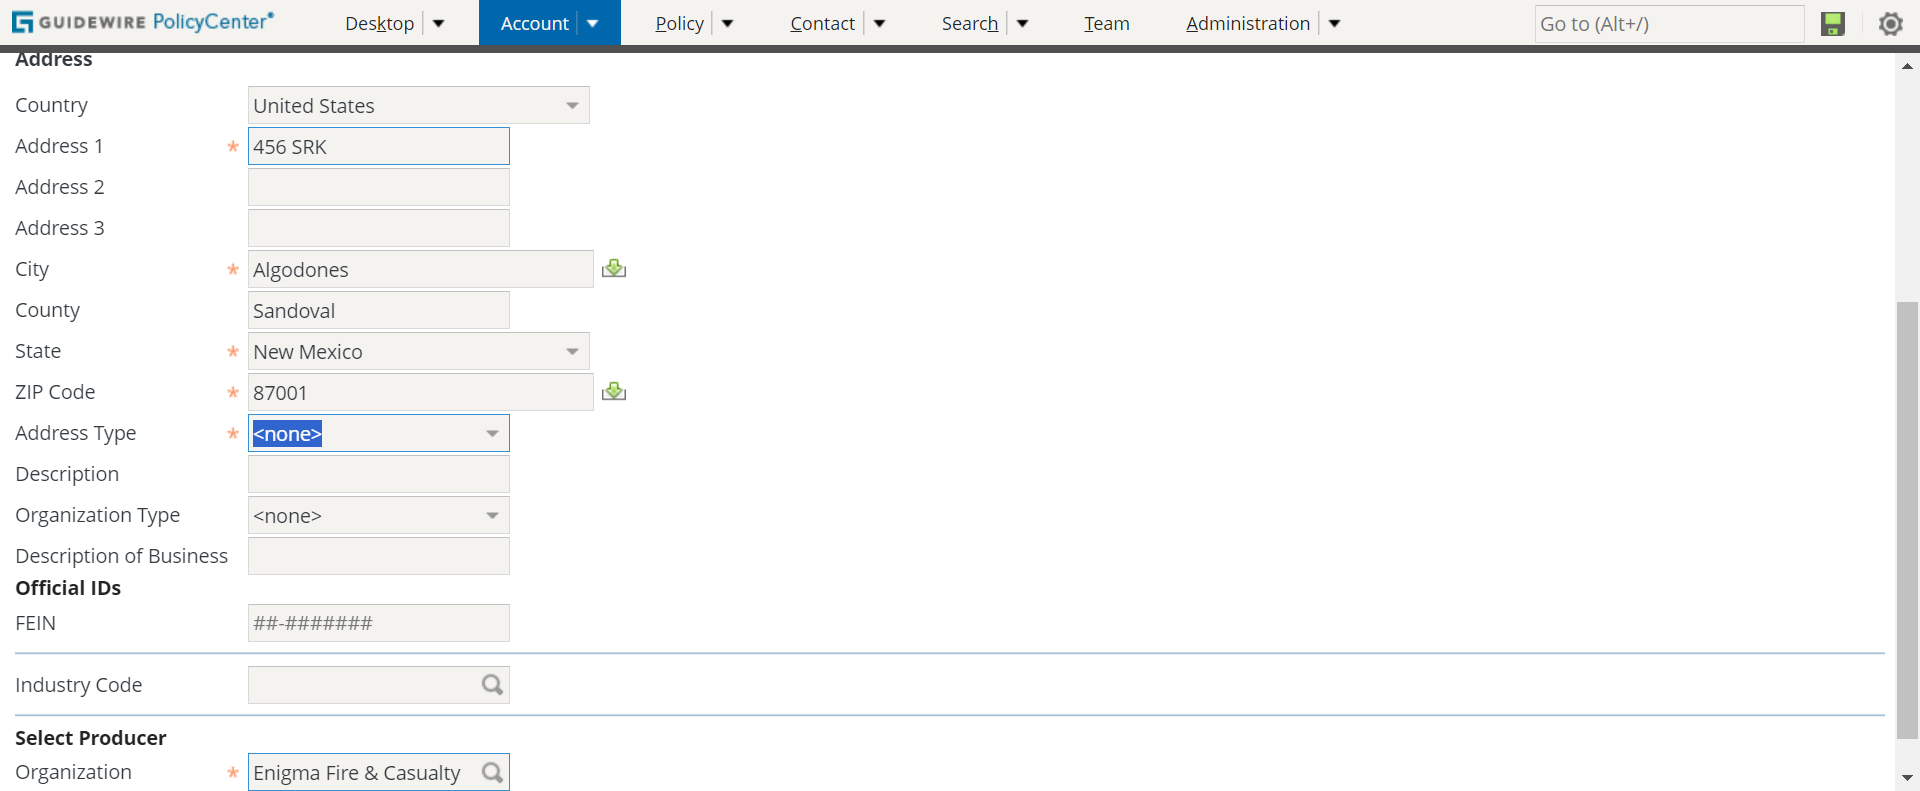 GUIDEWIRE PolicyCenter® Desktop Account Policy Contact Search Team Administration Go to (Alt+/)
Address
Country United States
Address 1 * 456 SRK
Address 2
Address 3
City * Algodones
County Sandoval
State * New Mexico
ZIP Code * 87001
Address Type * <none>
Description
Organization Type <none>
Description of Business
Official IDs
FEIN ##-#######
Industry Code
Select Producer
Organization * Enigma Fire & Casualty